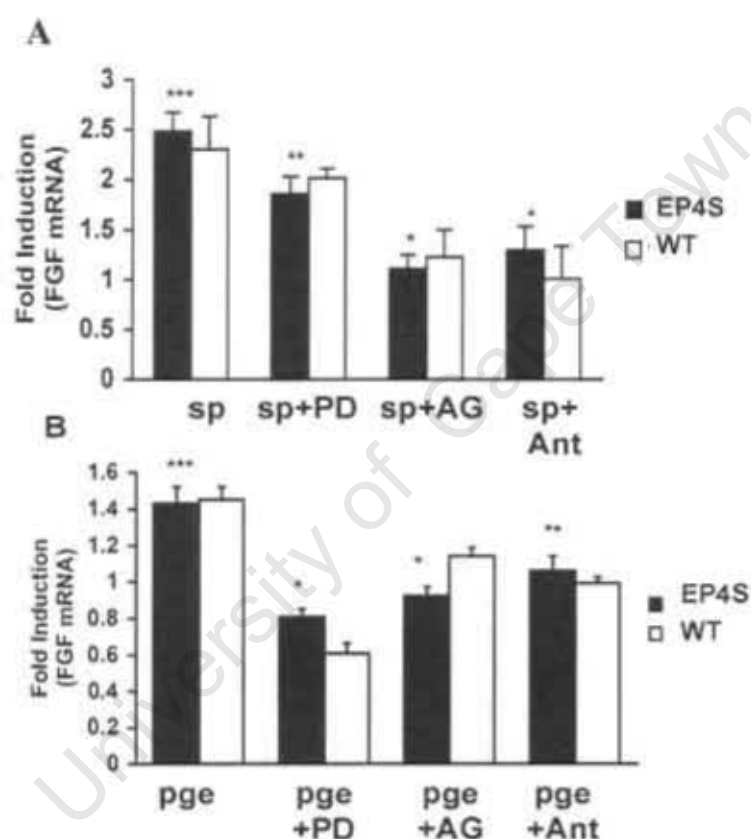 A
3
2.5
2
1.5
1
0.5
0
Fold Induction
(FGF mRNA)
***
**
*
*
EP4S
WT
sp sp+PD sp+AG sp+
Ant
B
1.6
1.4
1.2
1
0.8
0.6
0.4
0.2
0
Fold Induction
(FGF mRNA)
***
*
*
**
EP4S
WT
pge pge pge pge
+PD +AG +Ant
University of Cape Town